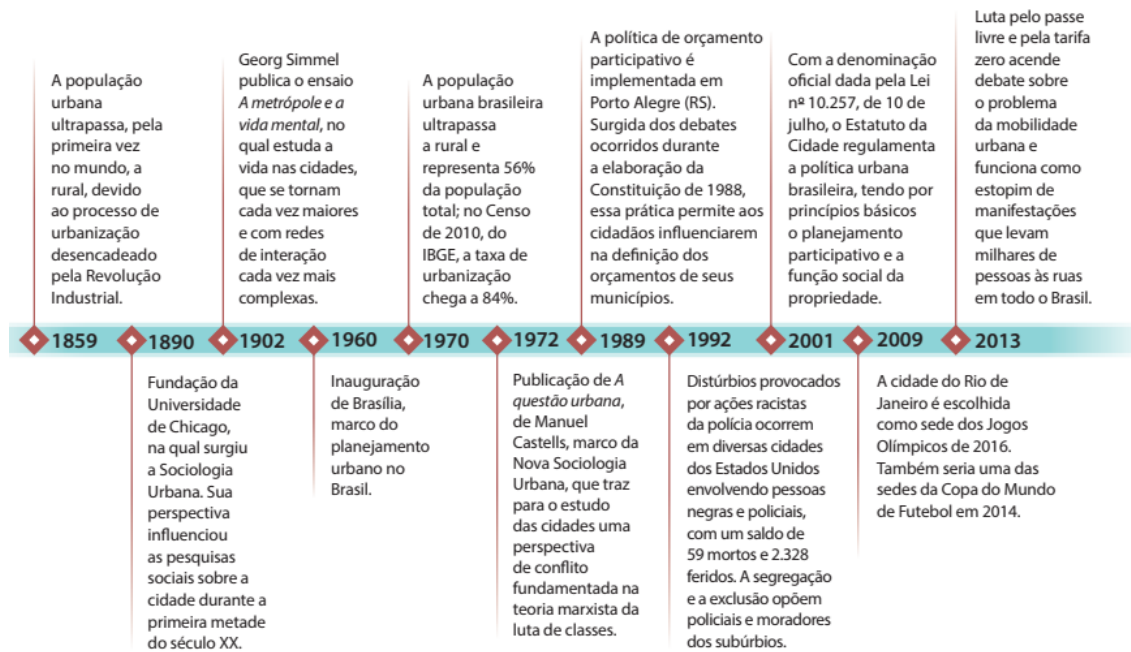 A população
urbana
ultrapassa, pela
primeira vez
no mundo, a
rural, devido
ao processo de
urbanização
desencadeado
pela Revolução
Industrial.
1859
1890
Fundação da
Universidade
de Chicago,
na qual surgiu
a Sociologia
Urbana. Sua
perspectiva
influenciou
as pesquisas
sociais sobre a
cidade durante a
primeira metade
do século XX.
Georg Simmel
publica o ensaio
A metrópole e a
vida mental, no
qual estuda a
vida nas cidades,
que se tornam
cada vez maiores
e com redes
de interação
cada vez mais
complexas.
1902
1960
Inauguração
de Brasília,
marco do
planejamento
urbano no
Brasil.
A população
urbana brasileira
ultrapassa
a rural e
representa 56%
da população
total; no Censo
de 2010, do
IBGE, a taxa de
urbanização
chega a 84%.
1970
1972
Publicação de A
questão urbana,
de Manuel
Castells, marco da
Nova Sociologia
Urbana, que traz
para o estudo
das cidades uma
perspectiva
de conflito
fundamentada na
teoria marxista da
luta de classes.
A política de orçamento
participativo é
implementada em
Porto Alegre (RS).
Surgida dos debates
ocorridos durante
a elaboração da
Constituição de 1988,
essa prática permite aos
cidadãos influenciarem
na definição dos
orçamentos de seus
municípios.
1989
1992
Distúrbios provocados
por ações racistas
da polícia ocorrem
em diversas cidades
dos Estados Unidos
envolvendo pessoas
negras e policiais,
com um saldo de
59 mortos e 2.328
feridos. A segregação
e a exclusão opõem
policiais e moradores
dos subúrbios.
Com a denominação
oficial dada pela Lei
nº 10.257, de 10 de
julho, o Estatuto da
Cidade regulamenta
a política urbana
brasileira, tendo por
princípios básicos
o planejamento
participativo e a
função social da
propriedade.
2001
2009
A cidade do Rio de
Janeiro é escolhida
como sede dos Jogos
Olímpicos de 2016.
Também seria uma das
sedes da Copa do Mundo
de Futebol em 2014.
Luta pelo passe
livre e pela tarifa
zero acende
debate sobre
o problema
da mobilidade
urbana e
funciona como
estopim de
manifestações
que levam
milhares de
pessoas às ruas
em todo o Brasil.
2013